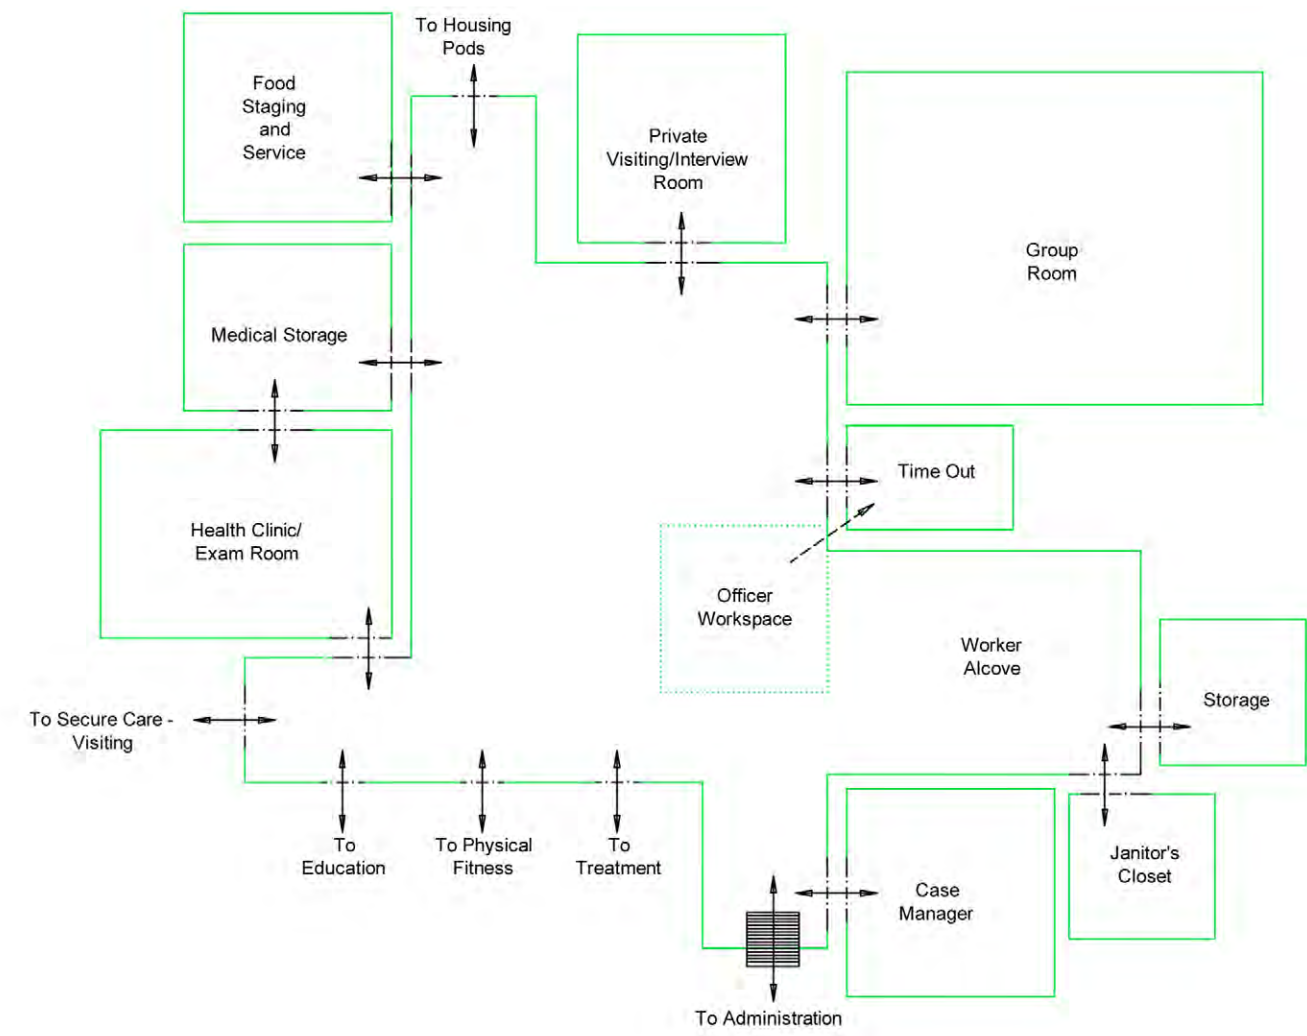 To Housing
Pods
Food
Staging
and
Service
Private
Visiting/Interview
Room
Group
Room
Medical Storage
Time Out
Health Clinic/
Exam Room
Officer
Workspace
Worker
Alcove
Storage
To Secure Care -
Visiting
To
Education
To Physical
Fitness
To
Treatment
Janitor's
Closet
Case
Manager
To Administration